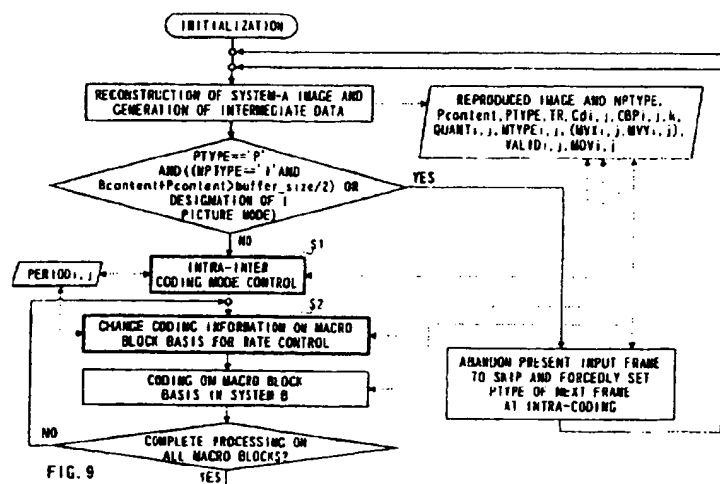 INITIALIZATION
RECONSTRUCTION OF SYSTEM-A IMAGE AND
GENERATION OF INTERMEDIATE DATA
REPRODUCED IMAGE AND NPTYPE,
Pcontent, PTYPE, TR, Cdi, j, CBPi, j, k,
QUANTi, j, MTYPEi, j, (MVXi, j, MVYi, j),
VALIDi, j, MOVi, j
PTYPE=='P'
AND((NPTYPE=='I'AND
Bcontent+Pcontent>buffer_size/2) OR
DESIGNATION OF I
PICTURE MODE)
YES
NO
S1
PERIODi, j
INTRA-INTER
CODING MODE CONTROL
S2
CHANGE CODING INFORMATION ON MACRO
BLOCK BASIS FOR RATE CONTROL
ABANDON PRESENT INPUT FRAME
TO SKIP AND FORCEDLY SET
PTYPE OF NEXT FRAME
AT INTRA-CODING
CODING ON MACRO BLOCK
BASIS IN SYSTEM B
NO
COMPLETE PROCESSING ON
ALL MACRO BLOCKS?
YES
FIG. 9